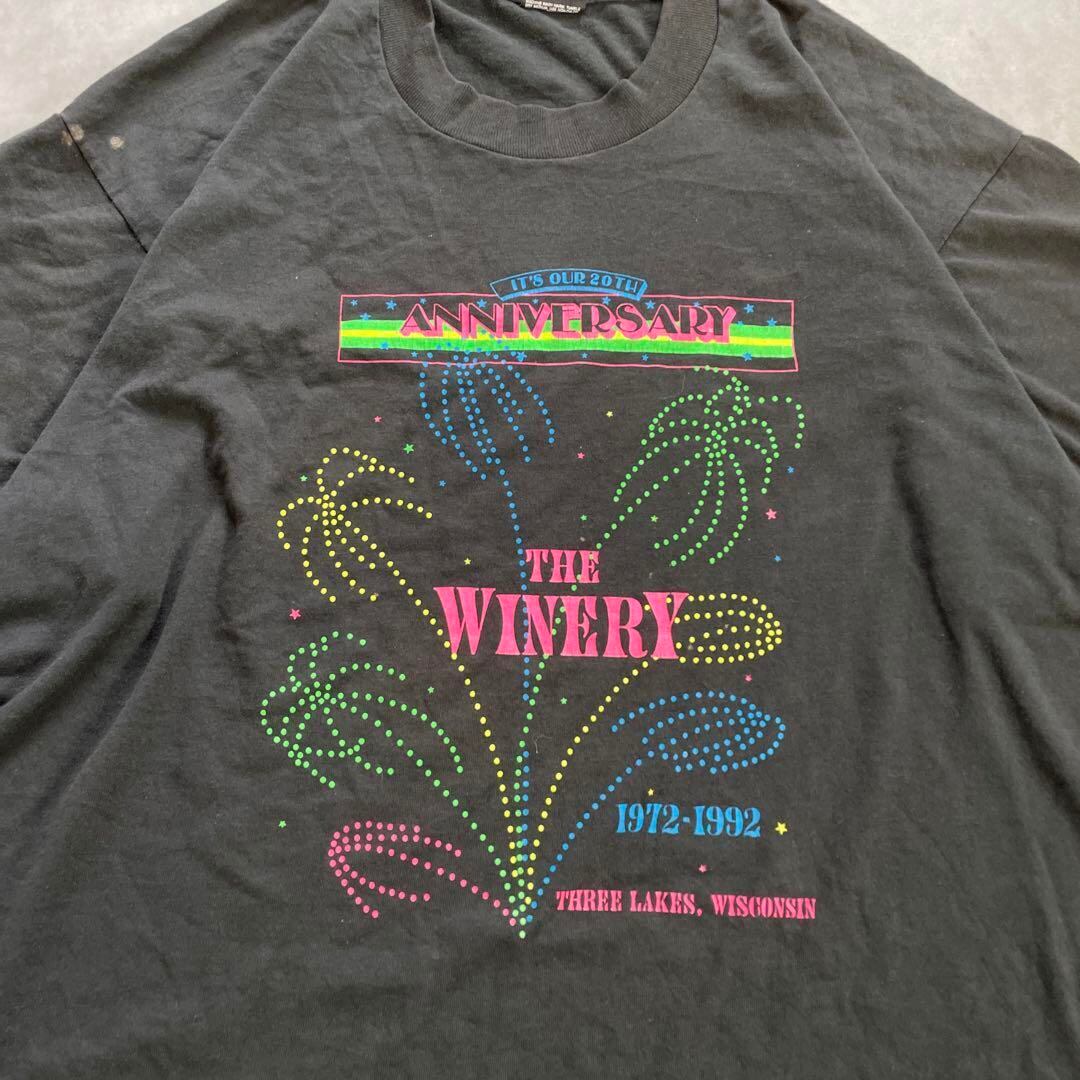 IT'S OUR 20TH
ANNIVERSARY
THE
WINERY
1972-1992
THREE LAKES, WISCONSIN